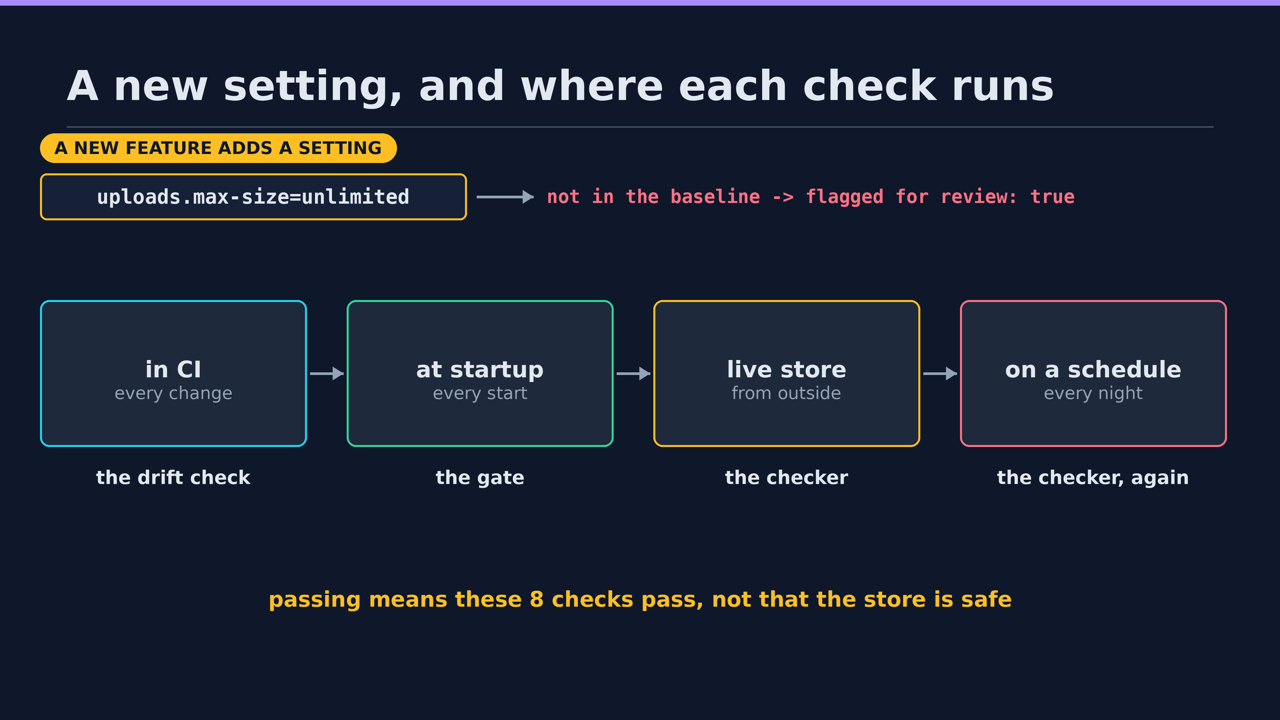 A new setting, and where each check runs
A NEW FEATURE ADDS A SETTING
uploads.max-size=unlimited
not in the baseline -> flagged for review: true
in CI
every change
the drift check
at startup
every start
the gate
live store
from outside
the checker
on a schedule
every night
the checker, again
passing means these 8 checks pass, not that the store is safe